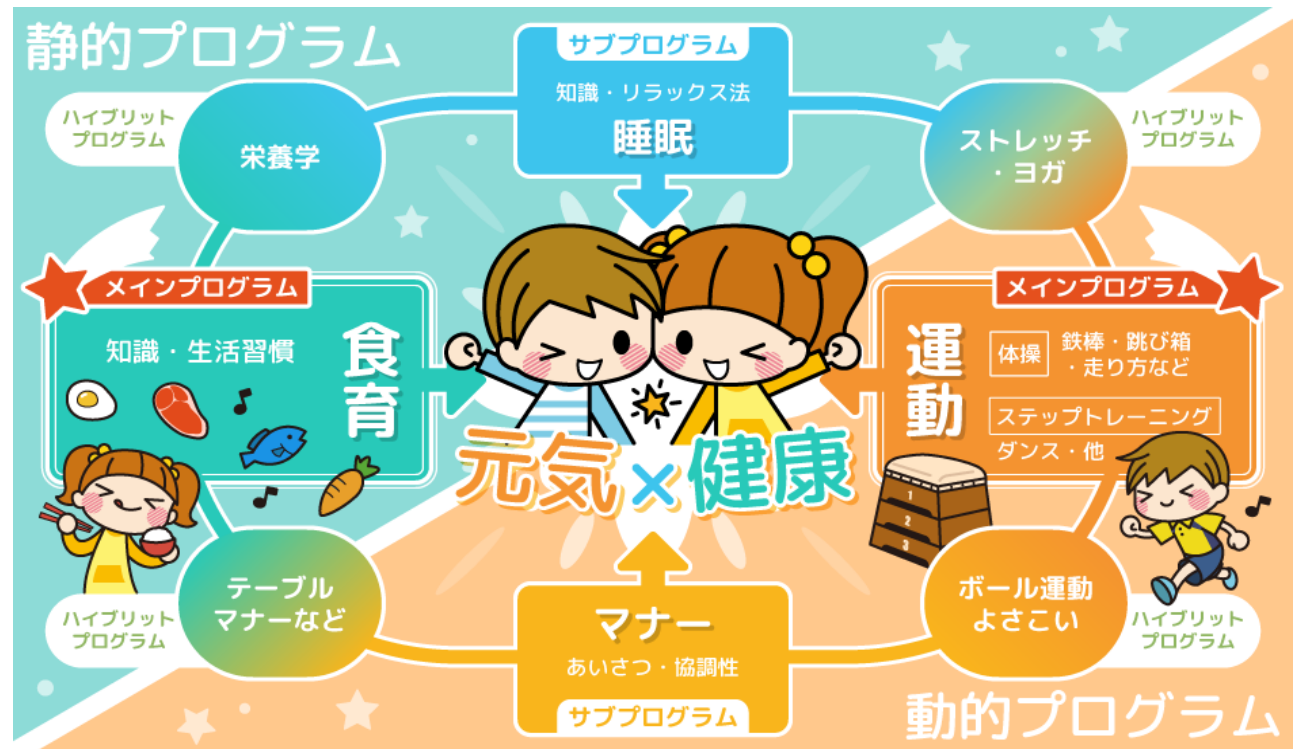 静的プログラム
サブプログラム
知識・リラックス法
睡眠
ハイブリット
プログラム
栄養学
ストレッチ
・ヨガ
ハイブリット
プログラム
メインプログラム
知識・生活習慣
食育
メインプログラム
運動
体操
鉄棒・跳び箱
・走り方など
ステップトレーニング
ダンス・他
元気×健康
1
2
3
テーブル
マナーなど
ハイブリット
プログラム
マナー
あいさつ・協調性
サブプログラム
ボール運動
よさこい
ハイブリット
プログラム
動的プログラム